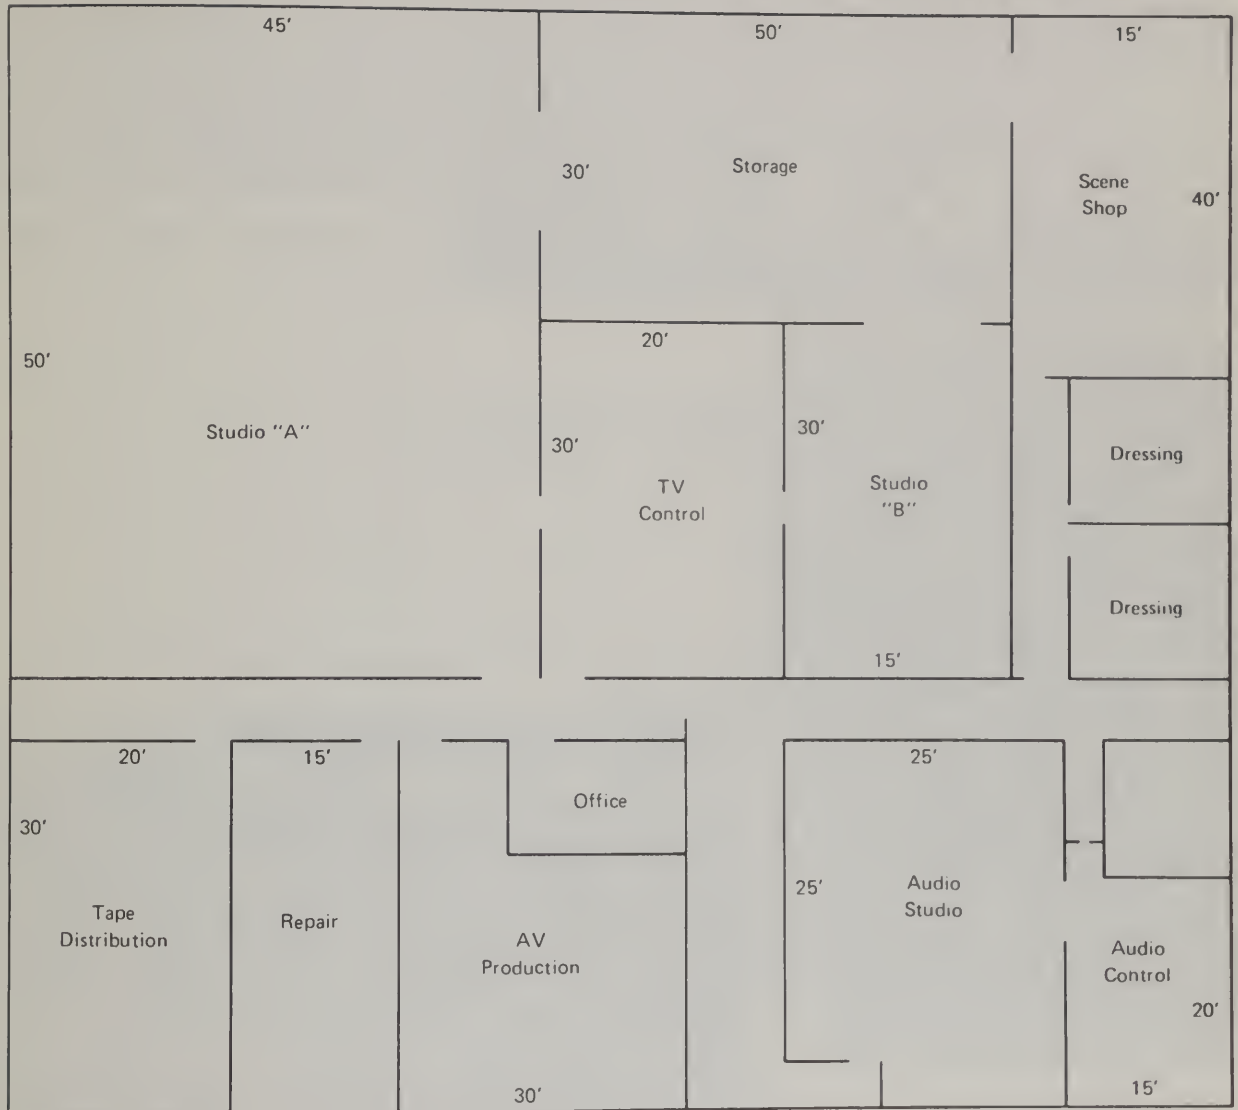 45'
50'
15'
30'
Storage
Scene
Shop
40'
20'
50'
Studio "A"
30'
30'
Dressing
TV
Control
Studio
"B"
Dressing
15'
20'
15'
25'
30'
Office
25'
Audio
Studio
Tape
Distribution
Repair
AV
Production
Audio
Control
20'
30'
15'